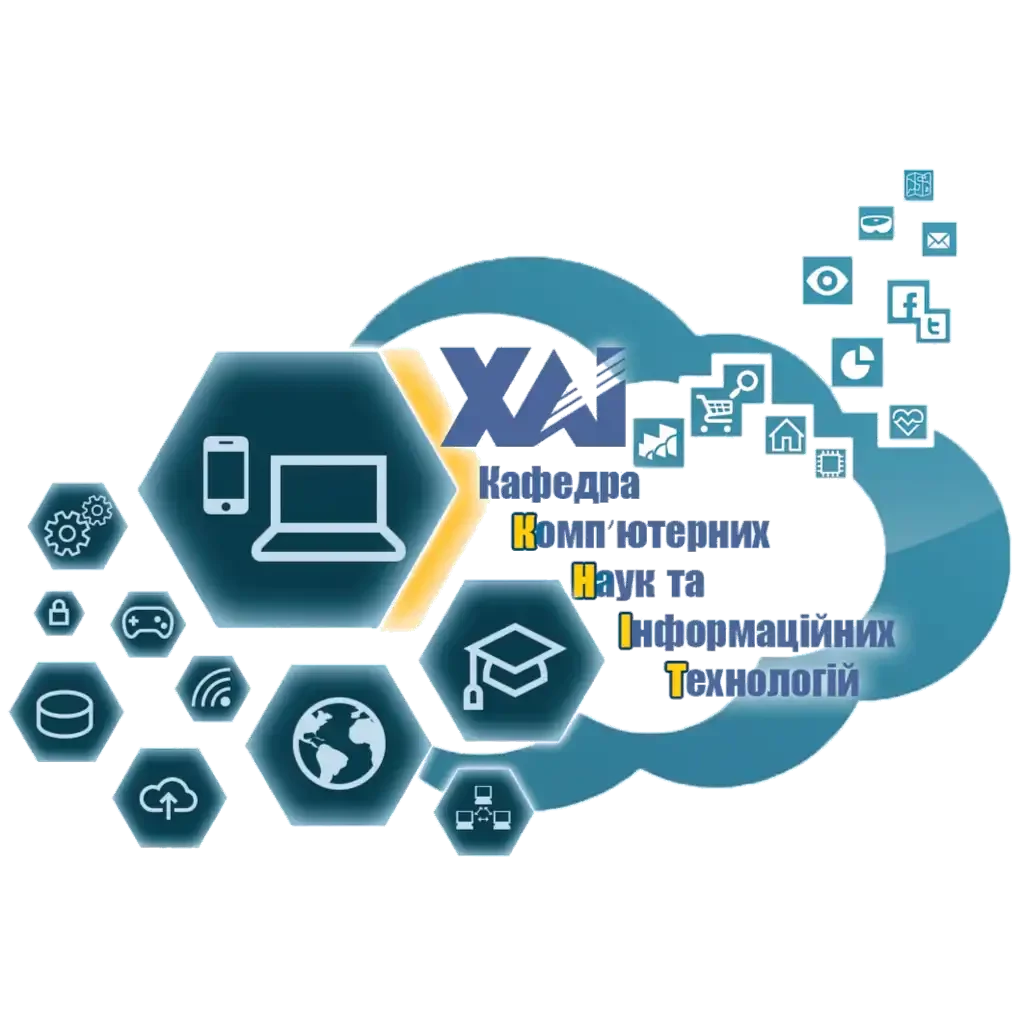 ХАІ
Кафедра
Комп'ютерних
Наук та
Інформаційних
Технологій